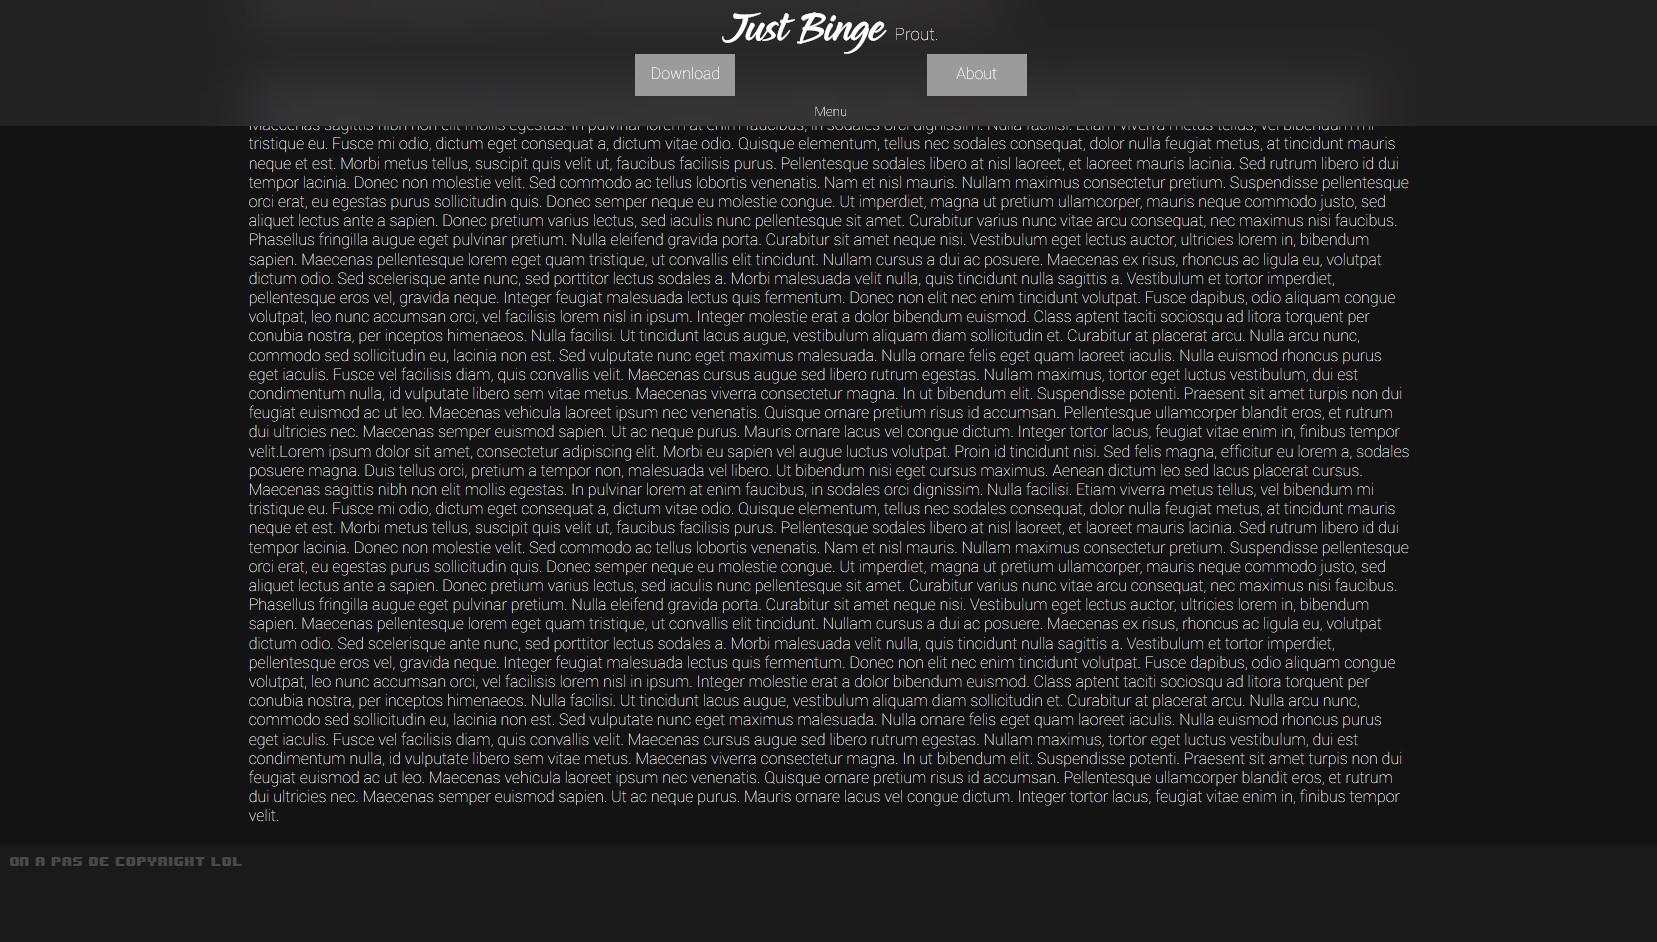 Just Binge Prout.
Download About
Menu
Maecenas sagittis nibh non elit mollis egestas. In pulvinar lorem at enim faucibus, in sodales orci dignissim. Nulla facilisi. Etiam viverra metus tellus, vel bibendum mi
tristique eu. Fusce mi odio, dictum eget consequat a, dictum vitae odio. Quisque elementum, tellus nec sodales consequat, dolor nulla feugiat metus, at tincidunt mauris
neque et est. Morbi metus tellus, suscipit quis velit ut, faucibus facilisis purus. Pellentesque sodales libero at nisl laoreet, et laoreet mauris lacinia. Sed rutrum libero id dui
tempor lacinia. Donec non molestie velit. Sed commodo ac tellus lobortis venenatis. Nam et nisl mauris. Nullam maximus consectetur pretium. Suspendisse pellentesque
orci erat, eu egestas purus sollicitudin quis. Donec semper neque eu molestie congue. Ut imperdiet, magna ut pretium ullamcorper, mauris neque commodo justo, sed
aliquet lectus ante a sapien. Donec pretium varius lectus, sed iaculis nunc pellentesque sit amet. Curabitur varius nunc vitae arcu consequat, nec maximus nisi faucibus.
Phasellus fringilla augue eget pulvinar pretium. Nulla eleifend gravida porta. Curabitur sit amet neque nisi. Vestibulum eget lectus auctor, ultricies lorem in, bibendum
sapien. Maecenas pellentesque lorem eget quam tristique, ut convallis elit tincidunt. Nullam cursus a dui ac posuere. Maecenas ex risus, rhoncus ac ligula eu, volutpat
dictum odio. Sed scelerisque ante nunc, sed porttitor lectus sodales a. Morbi malesuada velit nulla, quis tincidunt nulla sagittis a. Vestibulum et tortor imperdiet,
pellentesque eros vel, gravida neque. Integer feugiat malesuada lectus quis fermentum. Donec non elit nec enim tincidunt volutpat. Fusce dapibus, odio aliquam congue
volutpat, leo nunc accumsan orci, vel facilisis lorem nisl in ipsum. Integer molestie erat a dolor bibendum euismod. Class aptent taciti sociosqu ad litora torquent per
conubia nostra, per inceptos himenaeos. Nulla facilisi. Ut tincidunt lacus augue, vestibulum aliquam diam sollicitudin et. Curabitur at placerat arcu. Nulla arcu nunc,
commodo sed sollicitudin eu, lacinia non est. Sed vulputate nunc eget maximus malesuada. Nulla ornare felis eget quam laoreet iaculis. Nulla euismod rhoncus purus
eget iaculis. Fusce vel facilisis diam, quis convallis velit. Maecenas cursus augue sed libero rutrum egestas. Nullam maximus, tortor eget luctus vestibulum, dui est
condimentum nulla, id vulputate libero sem vitae metus. Maecenas viverra consectetur magna. In ut bibendum elit. Suspendisse potenti. Praesent sit amet turpis non dui
feugiat euismod ac ut leo. Maecenas vehicula laoreet ipsum nec venenatis. Quisque ornare pretium risus id accumsan. Pellentesque ullamcorper blandit eros, et rutrum
dui ultricies nec. Maecenas semper euismod sapien. Ut ac neque purus. Mauris ornare lacus vel congue dictum. Integer tortor lacus, feugiat vitae enim in, finibus tempor
velit.Lorem ipsum dolor sit amet, consectetur adipiscing elit. Morbi eu sapien vel augue luctus volutpat. Proin id tincidunt nisi. Sed felis magna, efficitur eu lorem a, sodales
posuere magna. Duis tellus orci, pretium a tempor non, malesuada vel libero. Ut bibendum nisi eget cursus maximus. Aenean dictum leo sed lacus placerat cursus.
Maecenas sagittis nibh non elit mollis egestas. In pulvinar lorem at enim faucibus, in sodales orci dignissim. Nulla facilisi. Etiam viverra metus tellus, vel bibendum mi
tristique eu. Fusce mi odio, dictum eget consequat a, dictum vitae odio. Quisque elementum, tellus nec sodales consequat, dolor nulla feugiat metus, at tincidunt mauris
neque et est. Morbi metus tellus, suscipit quis velit ut, faucibus facilisis purus. Pellentesque sodales libero at nisl laoreet, et laoreet mauris lacinia. Sed rutrum libero id dui
tempor lacinia. Donec non molestie velit. Sed commodo ac tellus lobortis venenatis. Nam et nisl mauris. Nullam maximus consectetur pretium. Suspendisse pellentesque
orci erat, eu egestas purus sollicitudin quis. Donec semper neque eu molestie congue. Ut imperdiet, magna ut pretium ullamcorper, mauris neque commodo justo, sed
aliquet lectus ante a sapien. Donec pretium varius lectus, sed iaculis nunc pellentesque sit amet. Curabitur varius nunc vitae arcu consequat, nec maximus nisi faucibus.
Phasellus fringilla augue eget pulvinar pretium. Nulla eleifend gravida porta. Curabitur sit amet neque nisi. Vestibulum eget lectus auctor, ultricies lorem in, bibendum
sapien. Maecenas pellentesque lorem eget quam tristique, ut convallis elit tincidunt. Nullam cursus a dui ac posuere. Maecenas ex risus, rhoncus ac ligula eu, volutpat
dictum odio. Sed scelerisque ante nunc, sed porttitor lectus sodales a. Morbi malesuada velit nulla, quis tincidunt nulla sagittis a. Vestibulum et tortor imperdiet,
pellentesque eros vel, gravida neque. Integer feugiat malesuada lectus quis fermentum. Donec non elit nec enim tincidunt volutpat. Fusce dapibus, odio aliquam congue
volutpat, leo nunc accumsan orci, vel facilisis lorem nisl in ipsum. Integer molestie erat a dolor bibendum euismod. Class aptent taciti sociosqu ad litora torquent per
conubia nostra, per inceptos himenaeos. Nulla facilisi. Ut tincidunt lacus augue, vestibulum aliquam diam sollicitudin et. Curabitur at placerat arcu. Nulla arcu nunc,
commodo sed sollicitudin eu, lacinia non est. Sed vulputate nunc eget maximus malesuada. Nulla ornare felis eget quam laoreet iaculis. Nulla euismod rhoncus purus
eget iaculis. Fusce vel facilisis diam, quis convallis velit. Maecenas cursus augue sed libero rutrum egestas. Nullam maximus, tortor eget luctus vestibulum, dui est
condimentum nulla, id vulputate libero sem vitae metus. Maecenas viverra consectetur magna. In ut bibendum elit. Suspendisse potenti. Praesent sit amet turpis non dui
feugiat euismod ac ut leo. Maecenas vehicula laoreet ipsum nec venenatis. Quisque ornare pretium risus id accumsan. Pellentesque ullamcorper blandit eros, et rutrum
dui ultricies nec. Maecenas semper euismod sapien. Ut ac neque purus. Mauris ornare lacus vel congue dictum. Integer tortor lacus, feugiat vitae enim in, finibus tempor
velit.
ON A PAS DE COPYRIGHT LOL